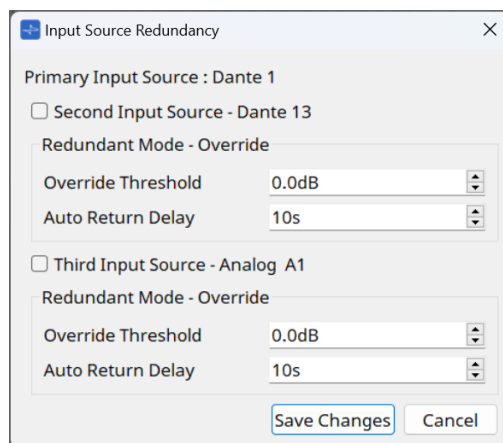 Input Source Redundancy
Primary Input Source : Dante 1
Second Input Source - Dante 13
Redundant Mode - Override
Override Threshold 0.0dB
Auto Return Delay 10s
Third Input Source - Analog A1
Redundant Mode - Override
Override Threshold 0.0dB
Auto Return Delay 10s
Save Changes Cancel